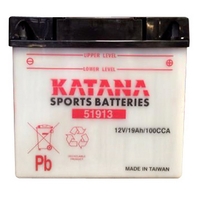 UPPER LEVEL
LOWER LEVEL
KATANA
SPORTS BATTERIES
51913
12V/19Ah/100CCA
Pb
MADE IN TAIWAN